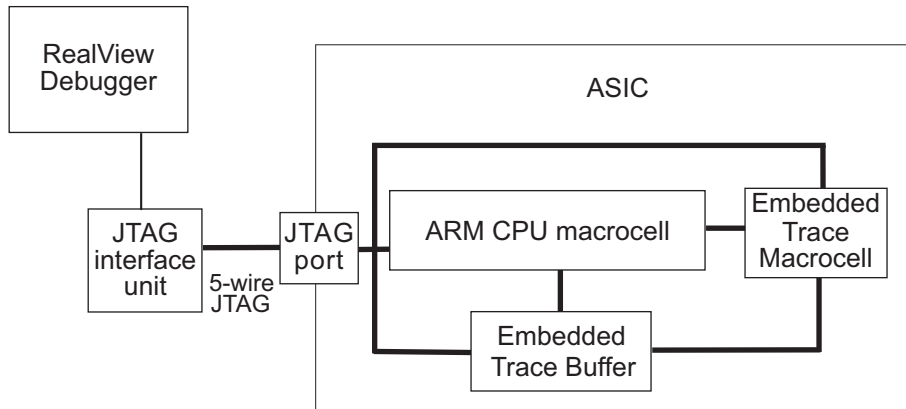 RealView
Debugger
ASIC
JTAG
interface
unit
5-wire
JTAG
JTAG
port
ARM CPU macrocell
Embedded
Trace
Macrocell
Embedded
Trace Buffer